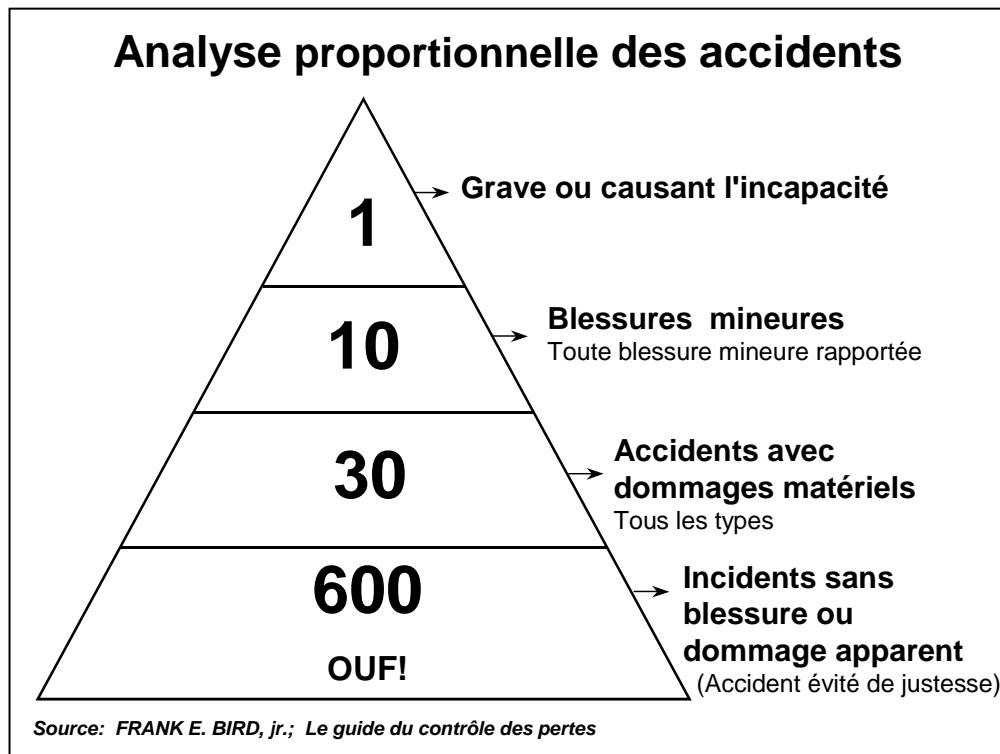 Analyse proportionnelle des accidents
1
Grave ou causant l'incapacité
10
Blessures mineures
Toute blessure mineure rapportée
30
Accidents avec
dommages matériels
Tous les types
600
OUF!
Incidents sans
blessure ou
dommage apparent
(Accident évité de justesse)
Source: FRANK E. BIRD, jr.; Le guide du contrôle des pertes